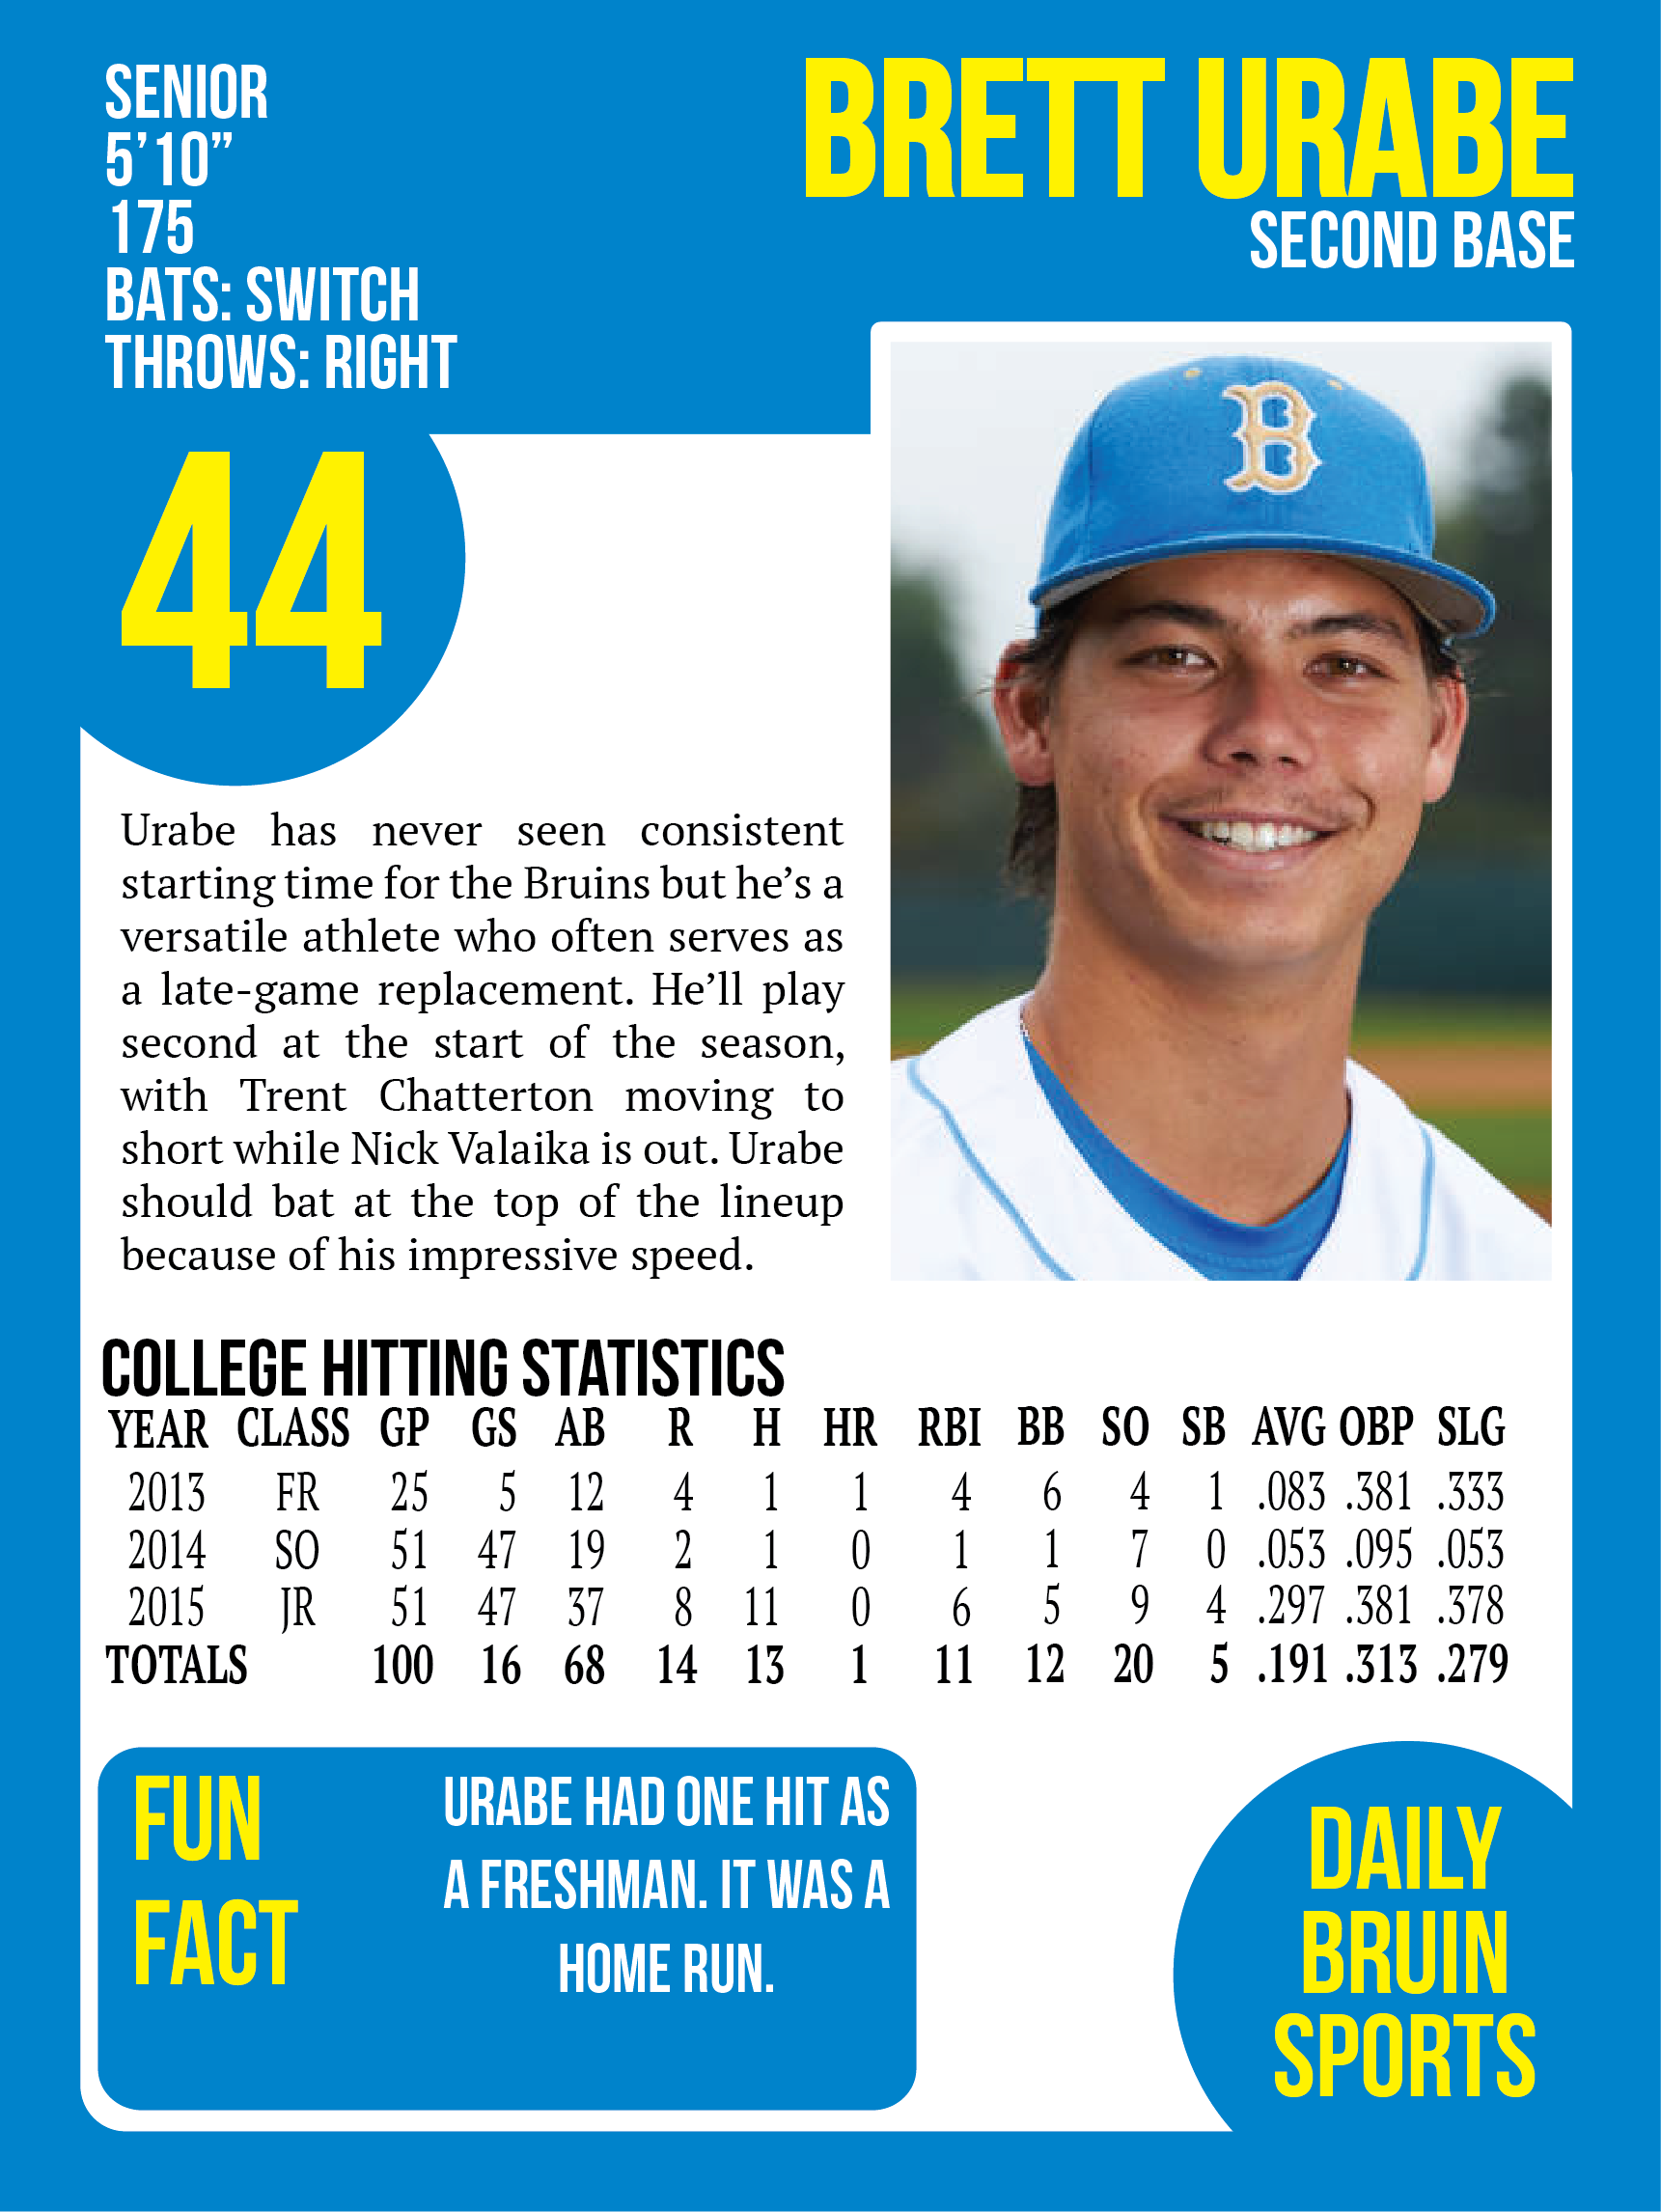 SENIOR
5’10”
175
BATS: SWITCH
THROWS: RIGHT
BRETT URABE
SECOND BASE
44
B
Urabe has never seen consistent
starting time for the Bruins but he’s a
versatile athlete who often serves as
a late-game replacement. He’ll play
second at the start of the season,
with Trent Chatterton moving to
short while Nick Valaika is out. Urabe
should bat at the top of the lineup
because of his impressive speed.
COLLEGE HITTING STATISTICS
YEAR CLASS GP GS AB R H HR RBI BB SO SB AVG OBP SLG
2013 FR 25 5 12 4 1 1 4 6 4 1 .083 .381 .333
2014 SO 51 47 19 2 1 0 1 1 7 0 .053 .095 .053
2015 JR 51 47 37 8 11 0 6 5 9 4 .297 .381 .378
TOTALS 100 16 68 14 13 1 11 12 20 5 .191 .313 .279
FUN
FACT
URABE HAD ONE HIT AS
A FRESHMAN. IT WAS A
HOME RUN.
DAILY
BRUIN
SPORTS